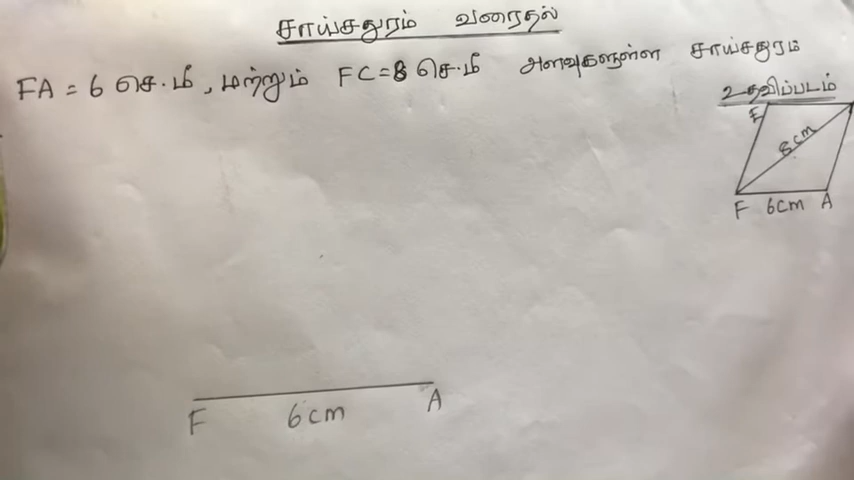 சாய்சதுரம் வரைதல்
FA = 6 செ.மீ, மற்றும் FC=8 செ.மீ அளவுகளுள்ள சாய்சதுரம்
உதவிப்படம்
E
8cm
F 6cm A
F 6cm A